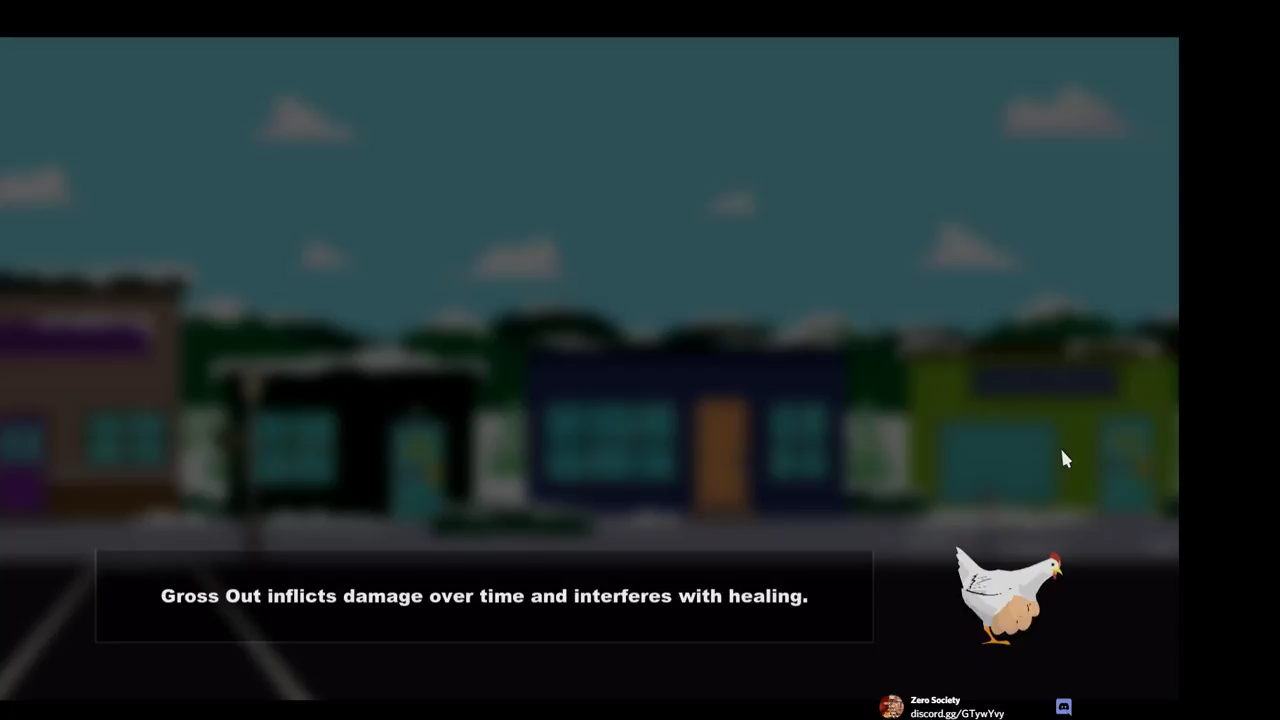 Gross Out inflicts damage over time and interferes with healing.
Zero Society
discord.gg/GTywYvy